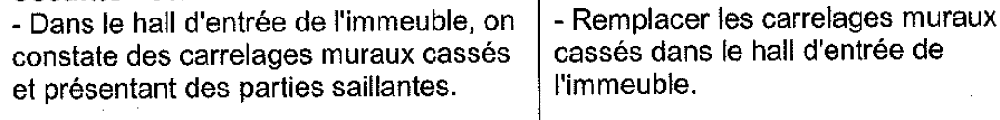 - Dans le hall d'entrée de l'immeuble, on
constate des carrelages muraux cassés
et présentant des parties saillantes.
- Remplacer les carrelages muraux
cassés dans le hall d'entrée de
l'immeuble.